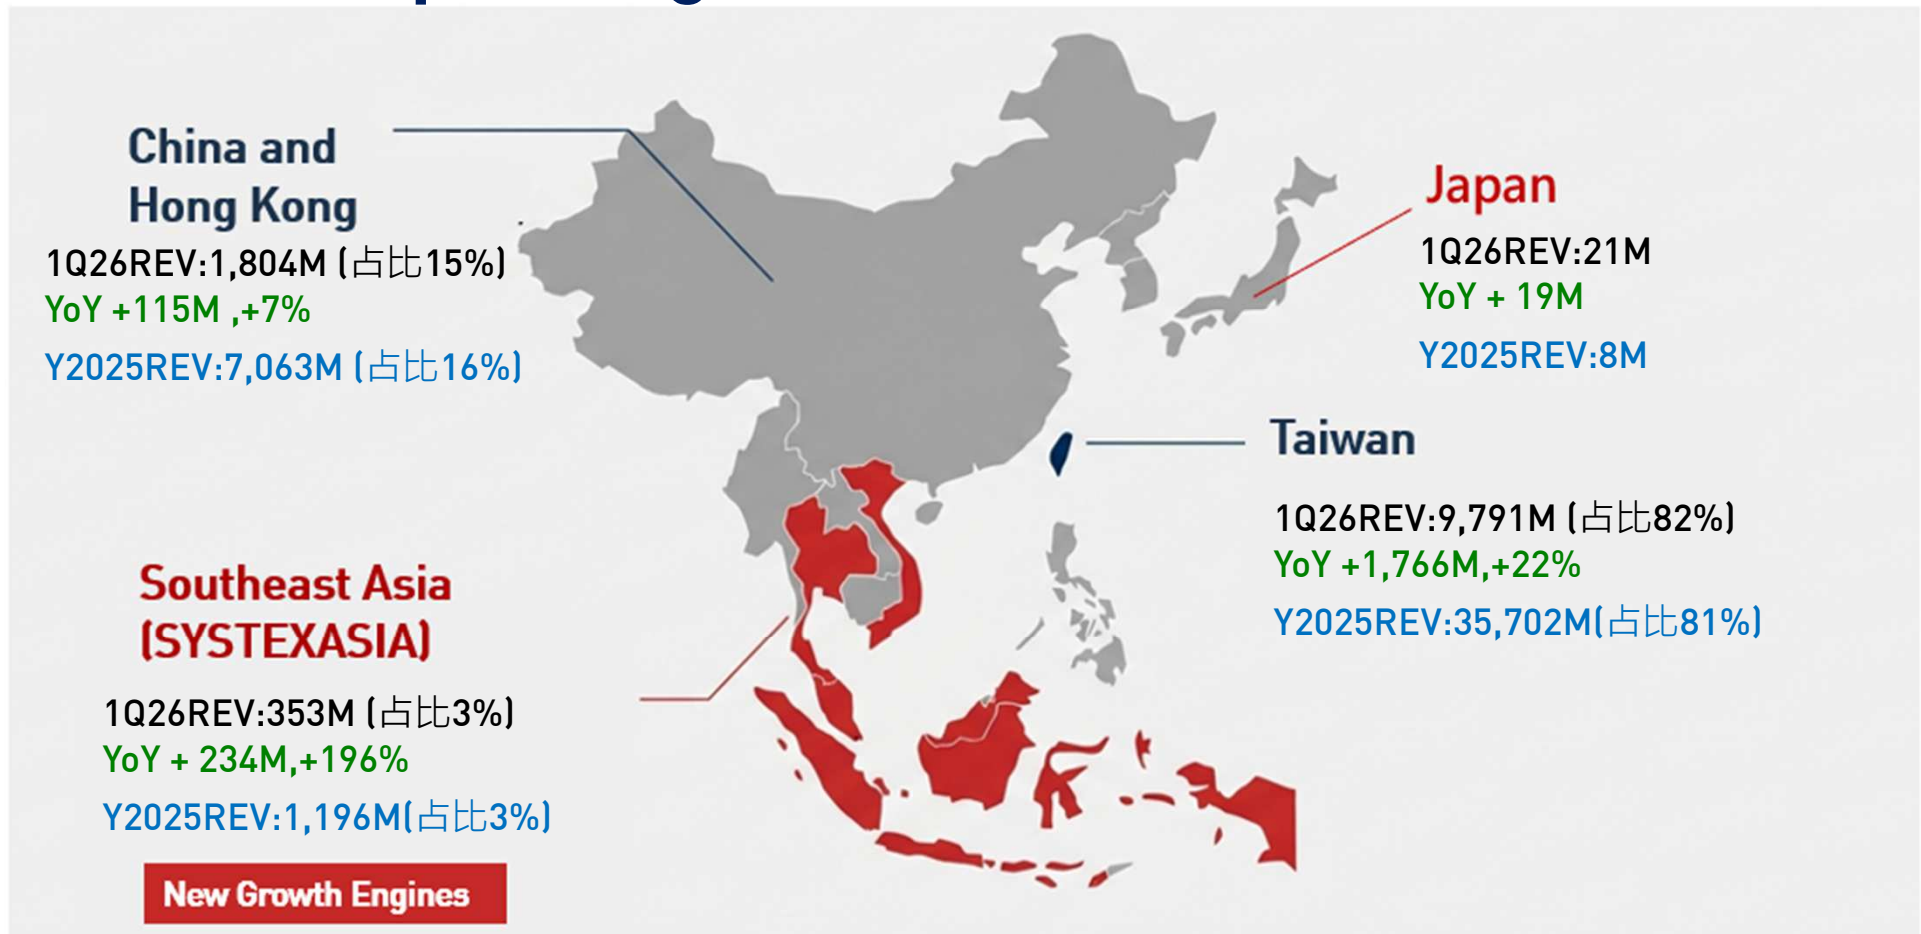 China and
Hong Kong
1Q26REV:1,804M (占比15%)
YoY +115M ,+7%
Y2025REV:7,063M (占比16%)
Japan
1Q26REV:21M
YoY + 19M
Y2025REV:8M
Taiwan
1Q26REV:9,791M (占比82%)
YoY +1,766M,+22%
Y2025REV:35,702M(占比81%)
Southeast Asia
(SYSTEXASIA)
1Q26REV:353M (占比3%)
YoY + 234M,+196%
Y2025REV:1,196M(占比3%)
New Growth Engines